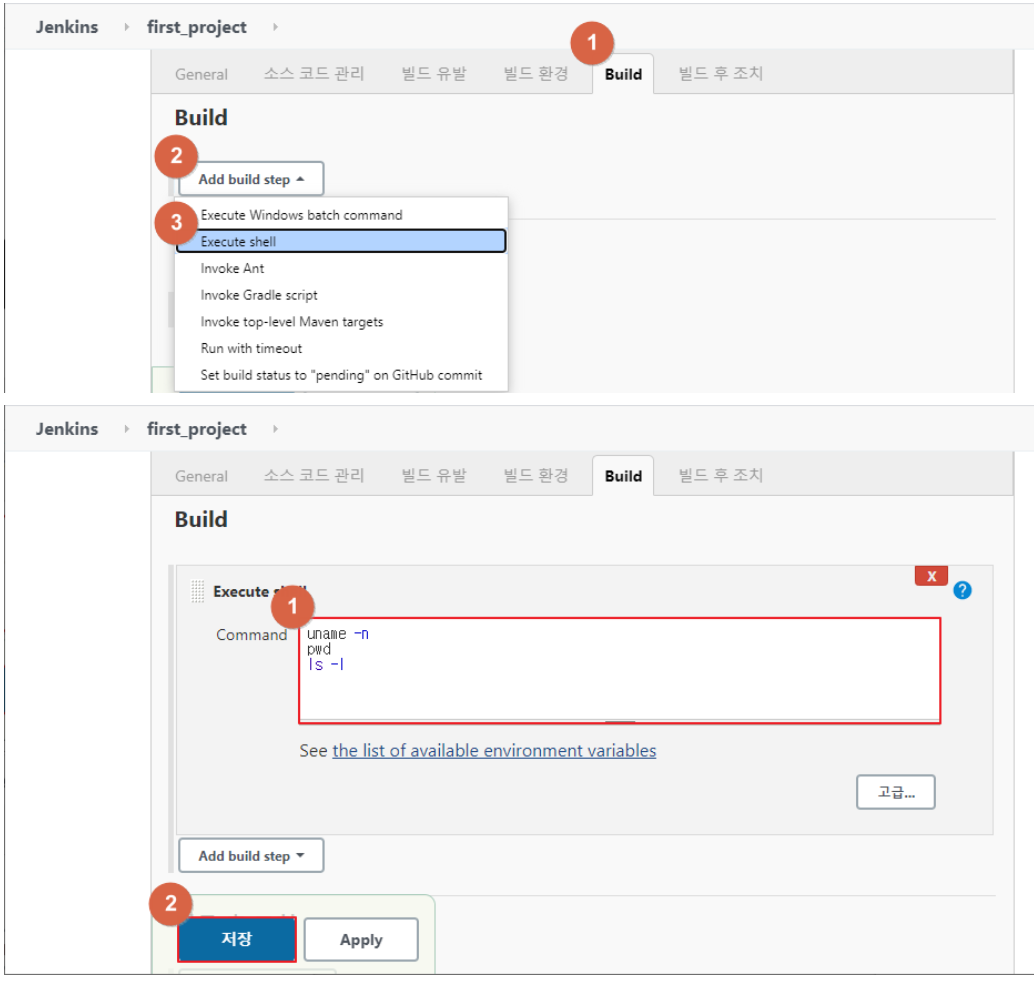 Jenkins first_project
1
General 소스 코드 관리 빌드 유발 빌드 환경 Build 빌드 후 조치
Build
2
Add build step
3
Execute Windows batch command
Execute shell
Invoke Ant
Invoke Gradle script
Invoke top-level Maven targets
Run with timeout
Set build status to "pending" on GitHub commit
Jenkins first_project
General 소스 코드 관리 빌드 유발 빌드 환경 Build 빌드 후 조치
Build
X
Execute
1
Command
uname -n
pwd
ls -l
See the list of available environment variables
고급...
Add build step
2
저장 Apply